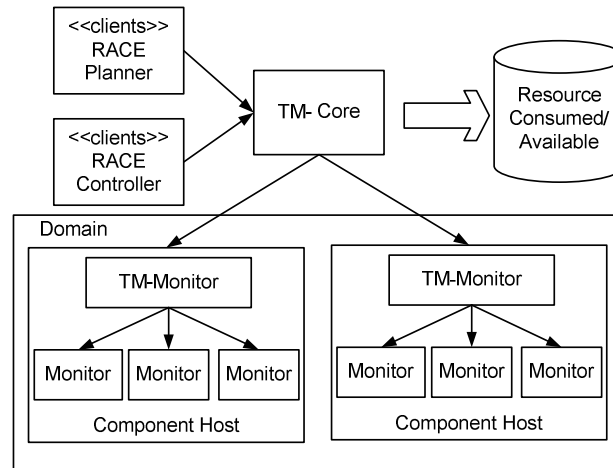 <<clients>>
RACE
Planner
TM- Core
Resource
Consumed/
Available
<<clients>>
RACE
Controller
Domain
TM-Monitor
Monitor Monitor Monitor
Component Host
TM-Monitor
Monitor Monitor Monitor
Component Host